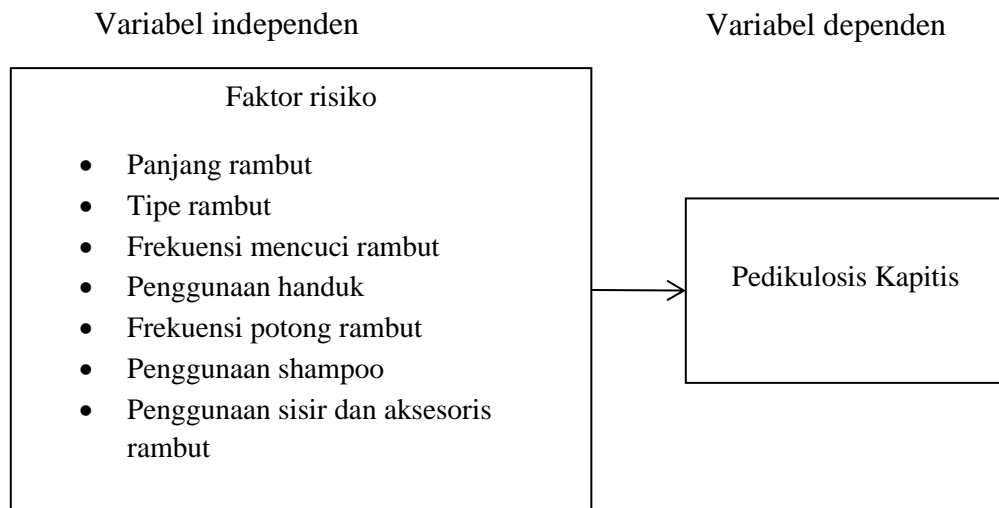 Variabel independen
Variabel dependen
Faktor risiko
• Panjang rambut
• Tipe rambut
• Frekuensi mencuci rambut
• Penggunaan handuk
• Frekuensi potong rambut
• Penggunaan shampoo
• Penggunaan sisir dan aksesoris
rambut
Pedikulosis Kapitis